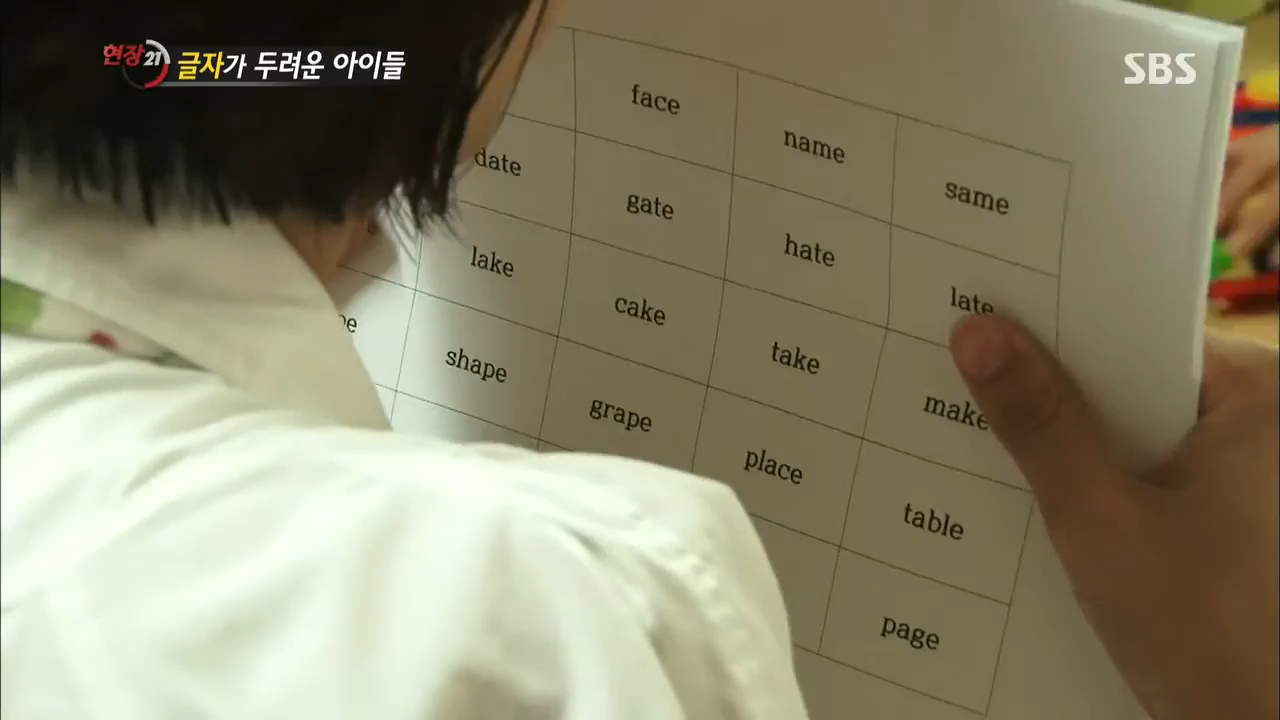 현장21 글자가 두려운 아이들
SBS
face name same
date gate hate late
lake cake take make
shape grape place table
page